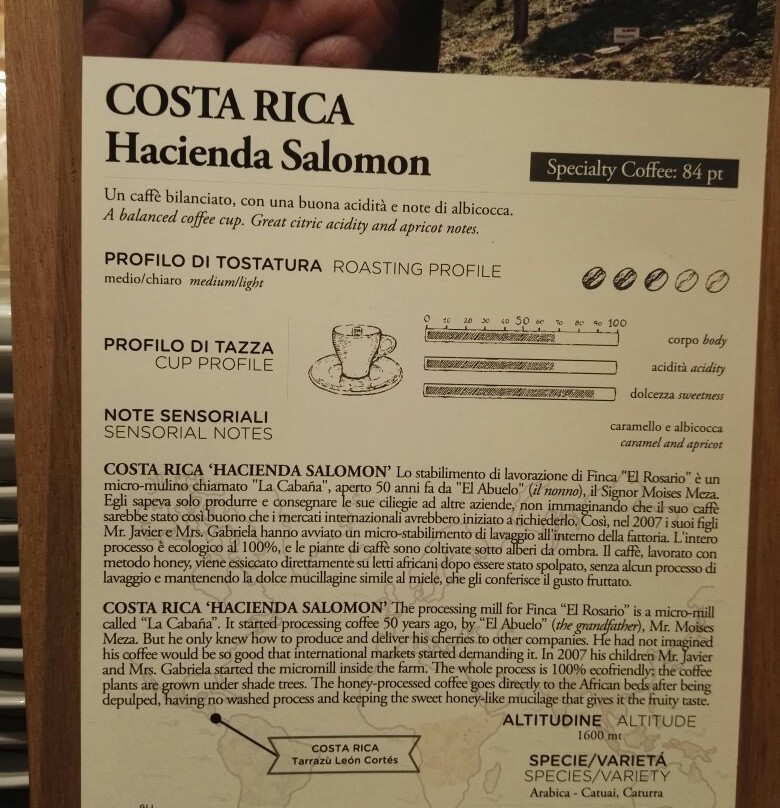 COSTA RICA
Hacienda Salomon
Specialty Coffee: 84 pt
Un caffè bilanciato, con una buona acidità e note di albicocca.
A balanced coffee cup. Great citric acidity and apricot notes.
PROFILO DI TOSTATURA ROASTING PROFILE
medio/chiaro medium/light
0 10 20 30 40 50 60 70 80 90 100
PROFILO DI TAZZA
CUP PROFILE
corpo body
acidità acidity
dolcezza sweetness
NOTE SENSORIALI
SENSORIAL NOTES
caramello e albicocca
caramel and apricot
COSTA RICA 'HACIENDA SALOMON' Lo stabilimento di lavorazione di Finca "El Rosario" è un
micro-mulino chiamato "La Cabaña", aperto 50 anni fa da "El Abuelo" (il nonno), il Signor Moises Meza.
Egli sapeva solo produrre e consegnare le sue ciliegie ad altre aziende, non immaginando che il suo caffè
sarebbe stato così buono che i mercati internazionali avrebbero iniziato a richiederlo. Così, nel 2007 i suoi figli
Mr. Javier e Mrs. Gabriela hanno avviato un micro-stabilimento di lavaggio all'interno della fattoria. L'intero
processo è ecologico al 100%, e le piante di caffè sono coltivate sotto alberi da ombra. Il caffè, lavorato con
metodo honey, viene essiccato direttamente su letti africani dopo essere stato spolpato, senza alcun processo di
lavaggio e mantenendo la dolce mucillagine simile al miele, che gli conferisce il gusto fruttato.
COSTA RICA 'HACIENDA SALOMON' The processing mill for Finca "El Rosario" is a micro-mill
called "La Cabaña". It started processing coffee 50 years ago, by "El Abuelo" (the grandfather), Mr. Moises
Meza. But he only knew how to produce and deliver his cherries to other companies. He had not imagined
his coffee would be so good that international markets started demanding it. In 2007 his children Mr. Javier
and Mrs. Gabriela started the micromill inside the farm. The whole process is 100% ecofriendly; the coffee
plants are grown under shade trees. The honey-processed coffee goes directly to the African beds after being
depulped, having no washed process and keeping the sweet honey-like mucilage that gives it the fruity taste.
ALTITUDINE ALTITUDE
1600 mt
COSTA RICA
Tarrazù León Cortés
SPECIE/VARIETÁ
SPECIES/VARIETY
Arabica - Catuai, Caturra